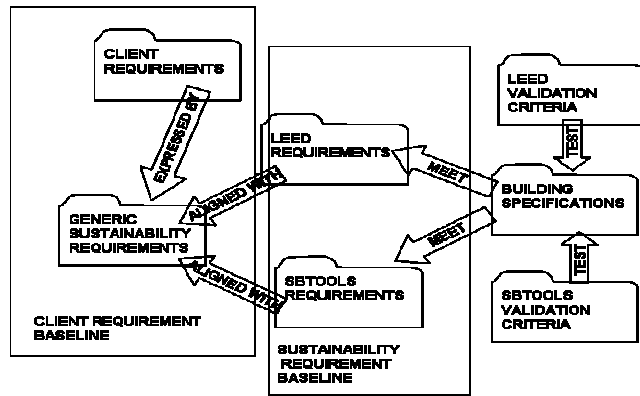 CLIENT
REQUIREMENTS
EXPRESSED BY
GENERIC
SUSTAINABILITY
REQUIREMENTS
CLIENT REQUIREMENT
BASELINE
LEED
REQUIREMENTS
ALIGNED WITH
ALIGNED WITH
SBTOOLS
REQUIREMENTS
SUSTAINABILITY
REQUIREMENT
BASELINE
MEET
MEET
LEED
VALIDATION
CRITERIA
TEST
BUILDING
SPECIFICATIONS
TEST
SBTOOLS
VALIDATION
CRITERIA